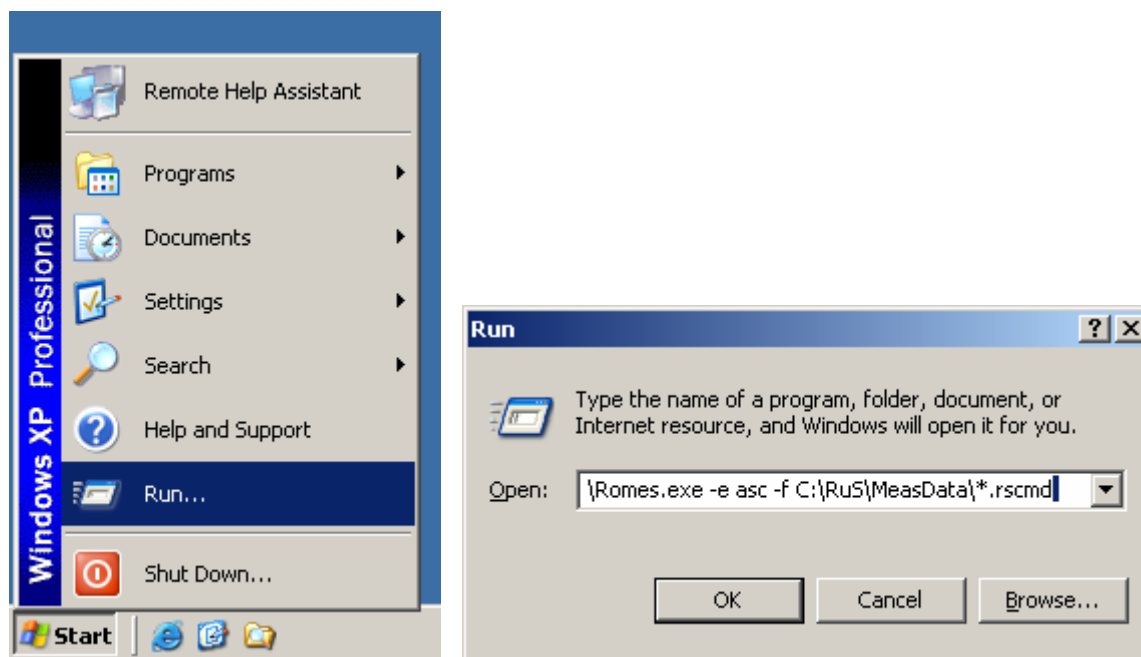 Remote Help Assistant
Programs
Documents
Settings
Search
Help and Support
Run...
Shut Down...
Windows XP Professional
Start
Run
Type the name of a program, folder, document, or
Internet resource, and Windows will open it for you.
Open: \Romes.exe -e asc -f C:\RuS\MeasData\*.rscmd
OK Cancel Browse...